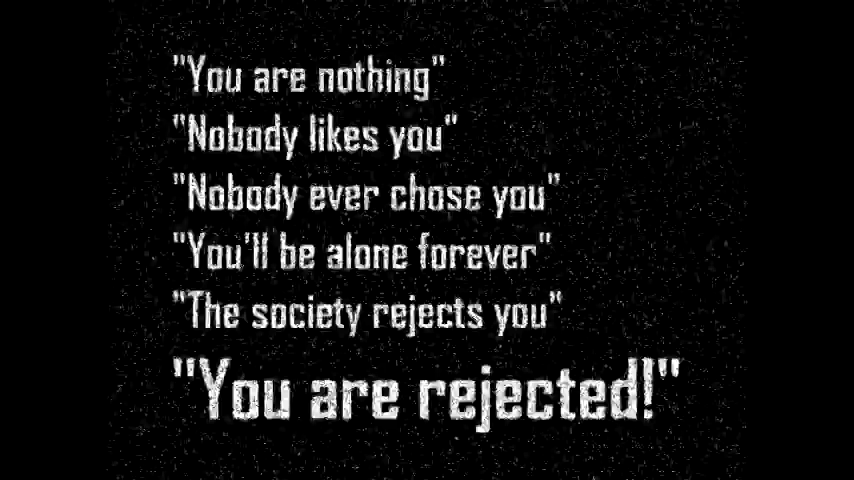 "You are nothing"
"Nobody likes you"
"Nobody ever chose you"
"You'll be alone forever"
"The society rejects you"
"You are rejected!"